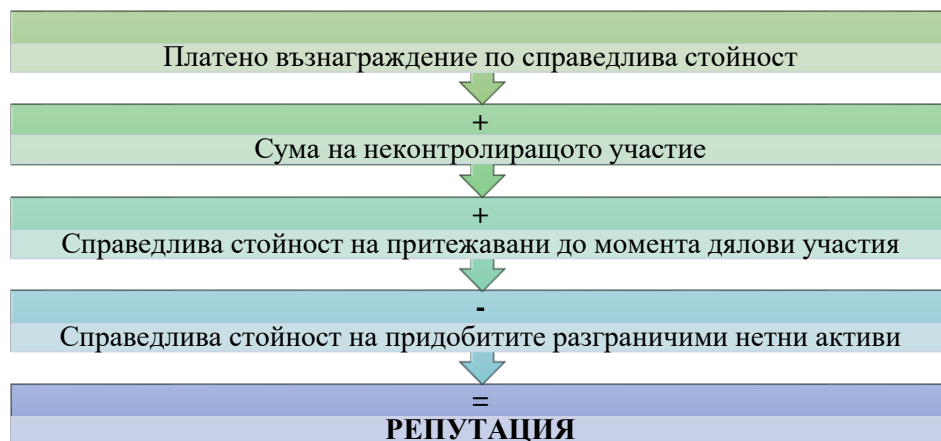 Платено възнаграждение по справедлива стойност
+
Сума на неконтролиращото участие
+
Справедлива стойност на притежавани до момента дялови участия
-
Справедлива стойност на придобитите разграничими нетни активи
=
РЕПУТАЦИЯ